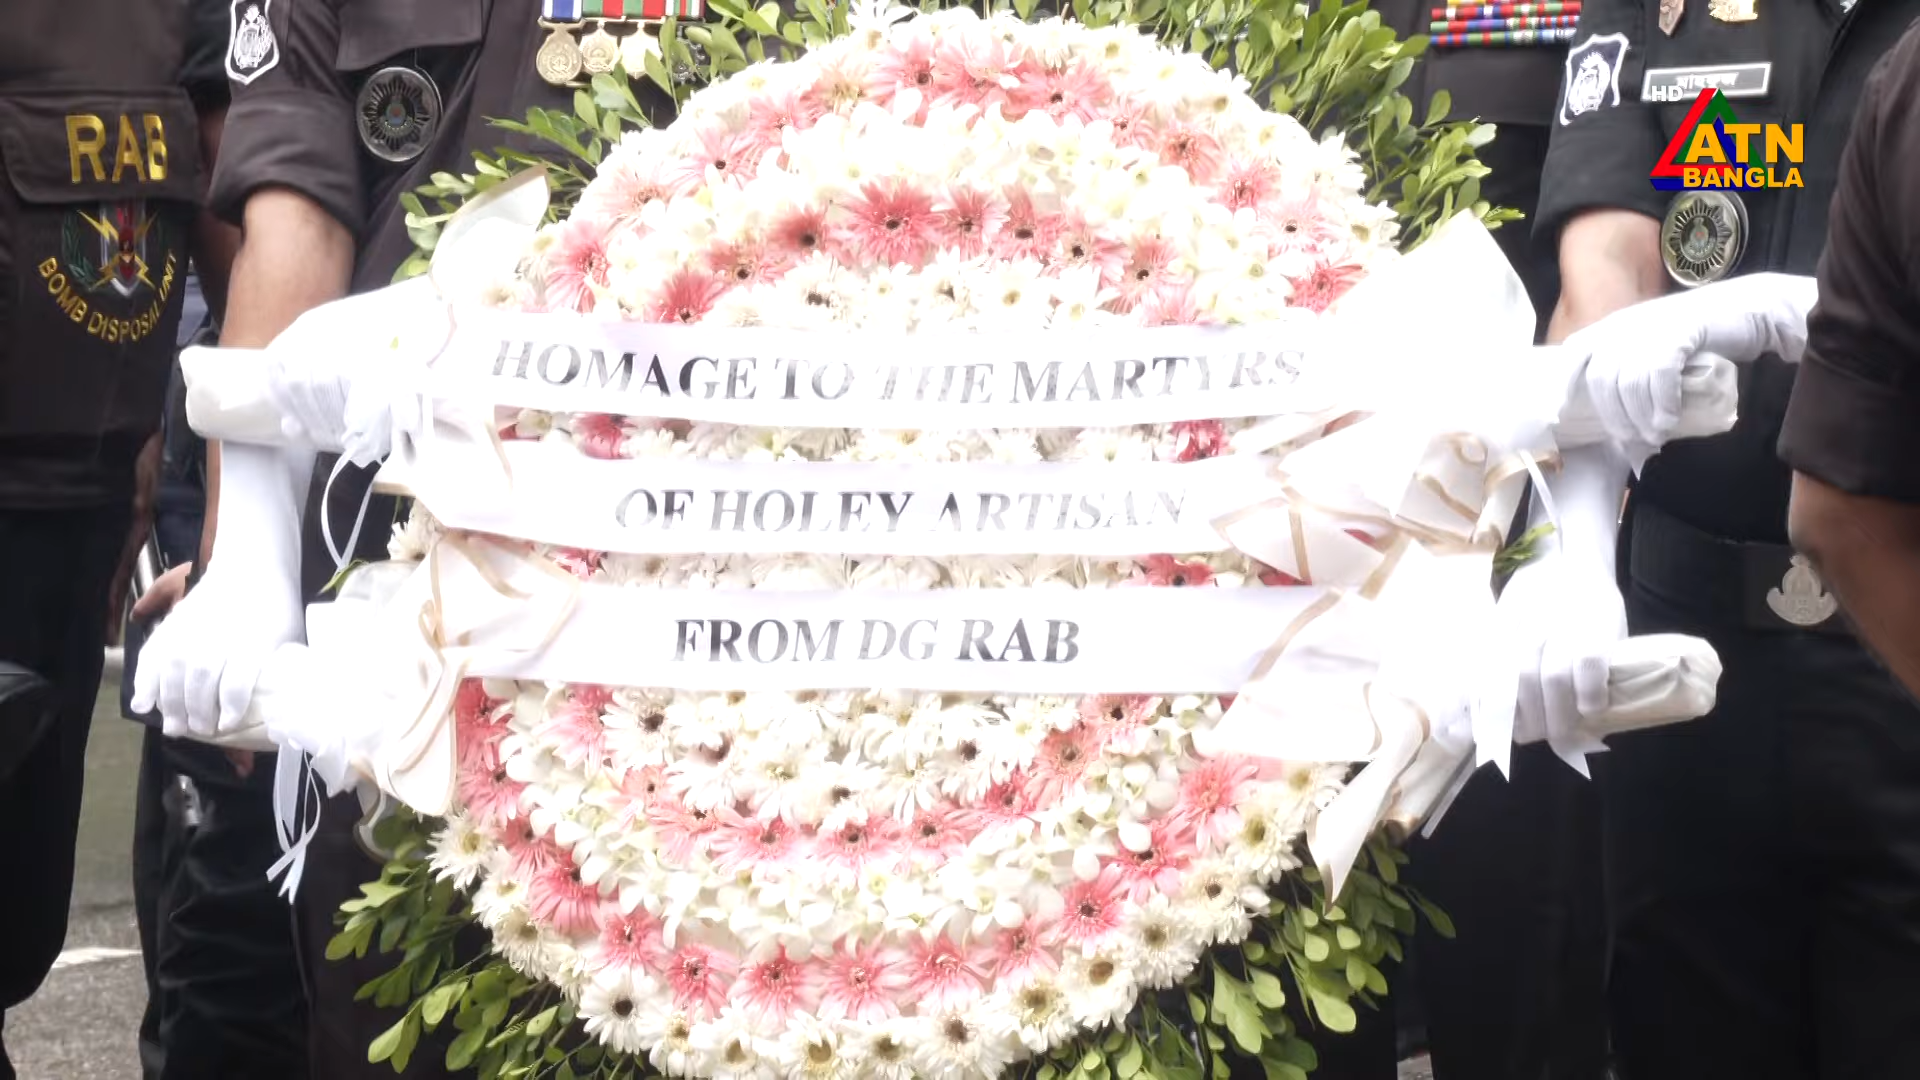 RAB
BOMB DISPOSAL UNIT
HD
ATN
BANGLA
HOMAGE TO THE MARTYRS
OF HOLEY ARTISAN
FROM DG RAB